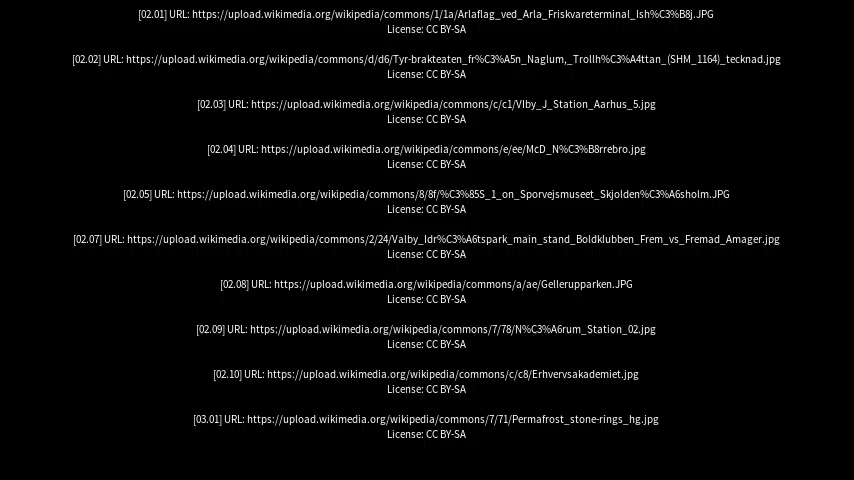 [02.01] URL: https://upload.wikimedia.org/wikipedia/commons/1/1a/Arlaflag_ved_Arla_Friskvareterminal_Ish%C3%B8j.JPG
License: CC BY-SA
[02.02] URL: https://upload.wikimedia.org/wikipedia/commons/d/d6/Tyr-brakteaten_fr%C3%A5n_Naglum,_Trollh%C3%A4ttan_(SHM_1164)_tecknad.jpg
License: CC BY-SA
[02.03] URL: https://upload.wikimedia.org/wikipedia/commons/c/c1/VIby_J_Station_Aarhus_5.jpg
License: CC BY-SA
[02.04] URL: https://upload.wikimedia.org/wikipedia/commons/e/ee/McD_N%C3%B8rrebro.jpg
License: CC BY-SA
[02.05] URL: https://upload.wikimedia.org/wikipedia/commons/8/8f/%C3%85S_1_on_Sporvejsmuseet_Skjolden%C3%A6sholm.JPG
License: CC BY-SA
[02.07] URL: https://upload.wikimedia.org/wikipedia/commons/2/24/Valby_Idr%C3%A6tspark_main_stand_Boldklubben_Frem_vs_Fremad_Amager.jpg
License: CC BY-SA
[02.08] URL: https://upload.wikimedia.org/wikipedia/commons/a/ae/Gellerupparken.JPG
License: CC BY-SA
[02.09] URL: https://upload.wikimedia.org/wikipedia/commons/7/78/N%C3%A6rum_Station_02.jpg
License: CC BY-SA
[02.10] URL: https://upload.wikimedia.org/wikipedia/commons/c/c8/Erhvervsakademiet.jpg
License: CC BY-SA
[03.01] URL: https://upload.wikimedia.org/wikipedia/commons/7/71/Permafrost_stone-rings_hg.jpg
License: CC BY-SA